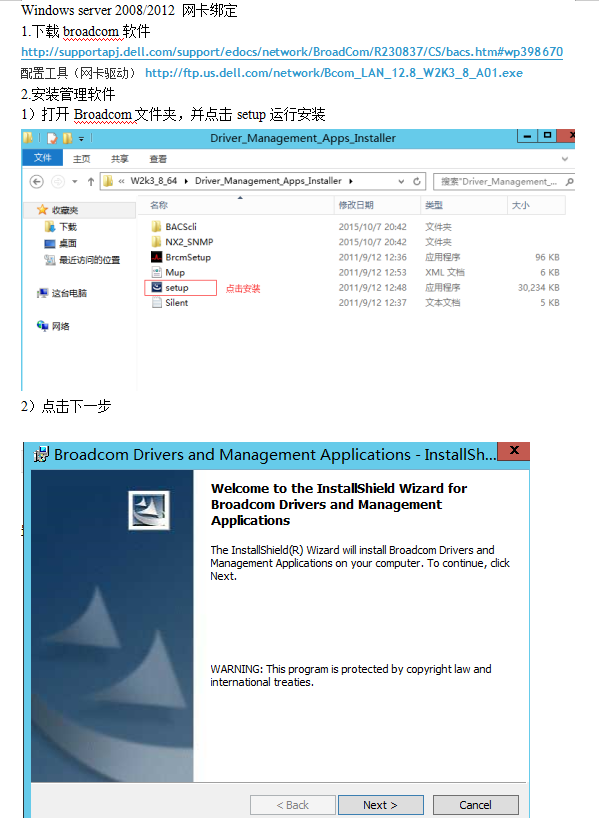 Windows server 2008/2012 网卡绑定
1.下载 broadcom 软件
http://supportapj.dell.com/support/edocs/network/BroadCom/R230837/CS/bacs.htm#wp398670
配置工具（网卡驱动） http://ftp.us.dell.com/network/Bcom_LAN_12.8_W2K3_8_A01.exe
2.安装管理软件
1）打开 Broadcom 文件夹，并点击 setup 运行安装
Driver_Management_Apps_Installer
文件 主页 共享 查看
« W2k3_8_64 ▸ Driver_Management_Apps_Installer ▸ 搜索"Driver_Management_...
收藏夹 名称 修改日期 类型 大小
下载 BACScli 2015/10/7 20:42 文件夹
桌面 NX2_SNMP 2015/10/7 20:42 文件夹
最近访问的位置 BrcmSetup 2011/9/12 12:36 应用程序 96 KB
Mup 2011/9/12 12:53 XML 文档 6 KB
这台电脑 setup 点击安装 2011/9/12 12:48 应用程序 30,234 KB
Silent 2011/9/12 12:37 文本文档 5 KB
网络
2）点击下一步
Broadcom Drivers and Management Applications - InstallSh...
Welcome to the InstallShield Wizard for
Broadcom Drivers and Management
Applications
The InstallShield(R) Wizard will install Broadcom Drivers and
Management Applications on your computer. To continue, click
Next.
WARNING: This program is protected by copyright law and
international treaties.
< Back Next > Cancel